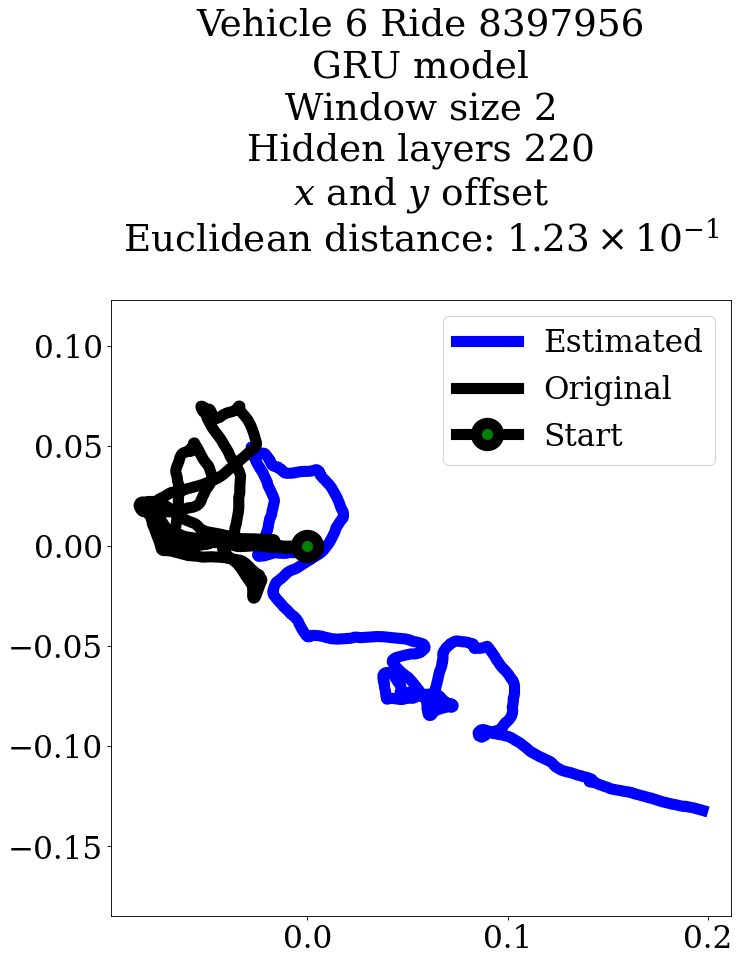 Vehicle 6 Ride 8397956
GRU model
Window size 2
Hidden layers 220
x and y offset
Euclidean distance: 1.23 × 10⁻¹
Estimated
Original
Start
0.10
0.05
0.00
−0.05
−0.10
−0.15
0.0 0.1 0.2